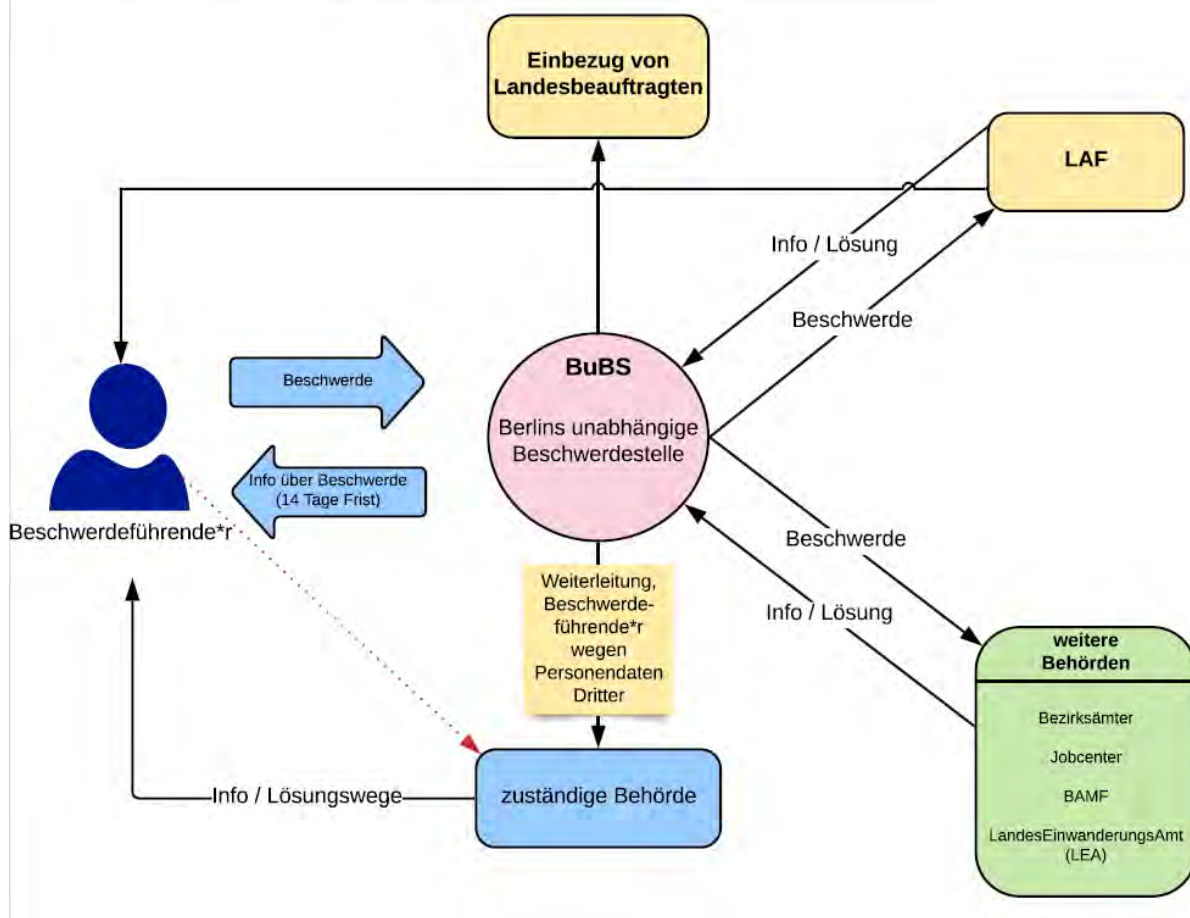 Einbezug von
Landesbeauftragten
LAF
Info / Lösung
Beschwerde
BuBS
Berlins unabhängige
Beschwerdestelle
Beschwerde
Info über Beschwerde
(14 Tage Frist)
Beschwerdeführende*r
Beschwerde
Info / Lösung
Weiterleitung,
Beschwerde-
führende*r
wegen
Personendaten
Dritter
weitere
Behörden
Bezirksämter
Jobcenter
BAMF
LandesEinwanderungsAmt
(LEA)
Info / Lösungswege
zuständige Behörde